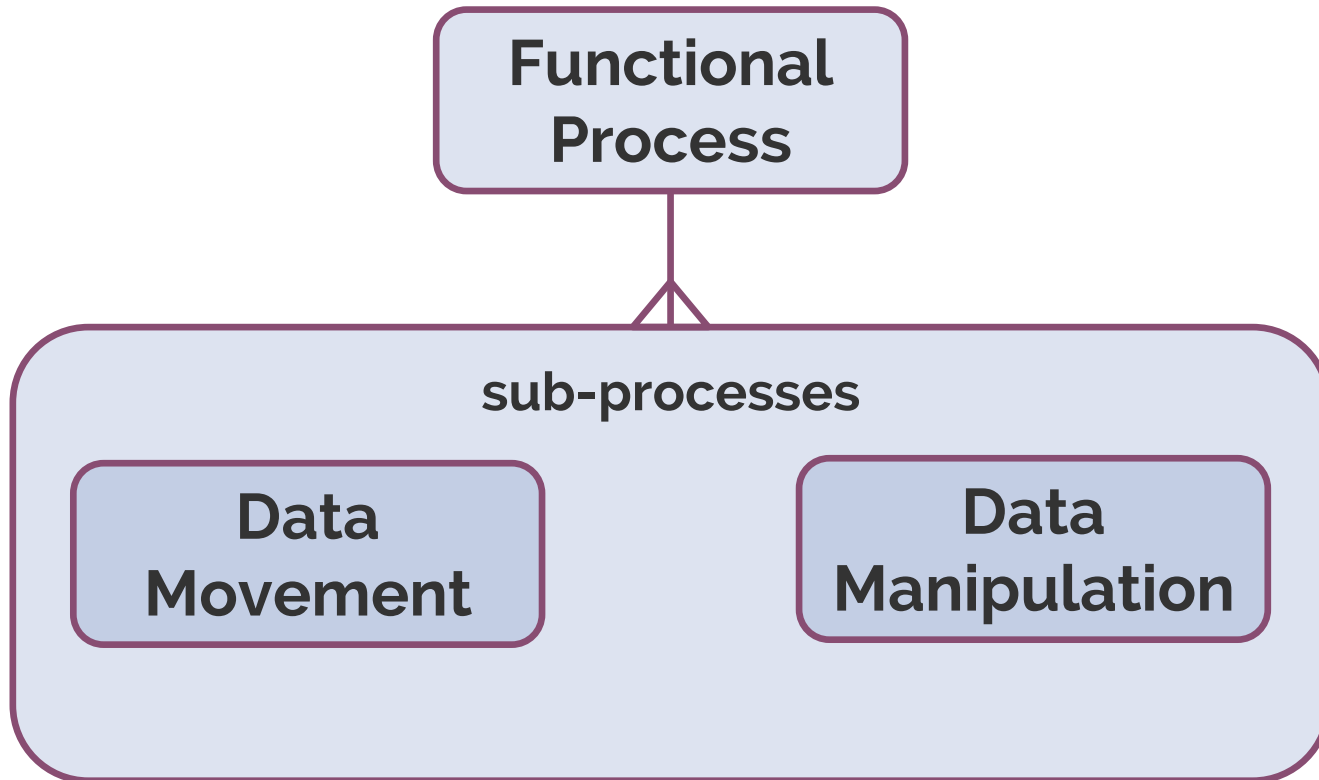 Functional
Process
sub-processes
Data
Movement
Data
Manipulation